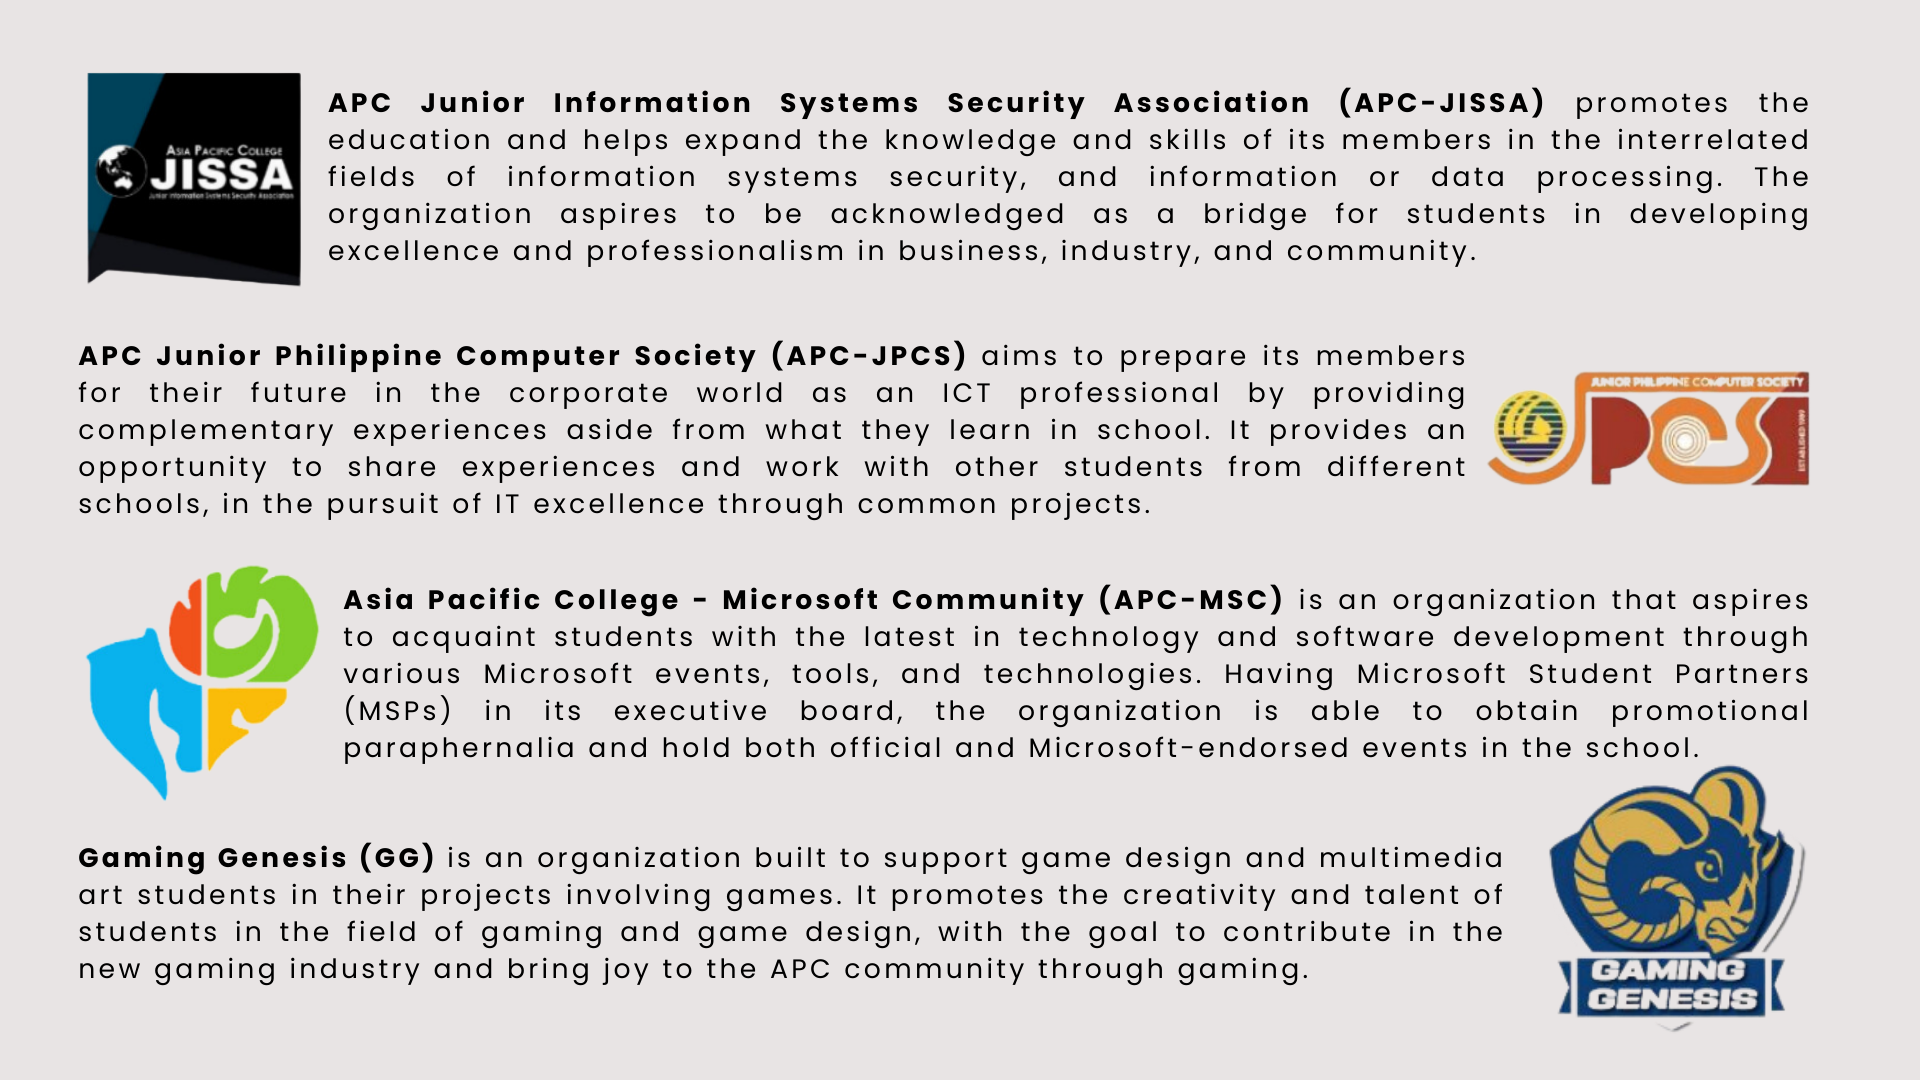 ASIA PACIFIC COLLEGE
JISSA
Junior Information Systems Security Association
APC Junior Information Systems Security Association (APC-JISSA) promotes the
education and helps expand the knowledge and skills of its members in the interrelated
fields of information systems security, and information or data processing. The
organization aspires to be acknowledged as a bridge for students in developing
excellence and professionalism in business, industry, and community.
APC Junior Philippine Computer Society (APC-JPCS) aims to prepare its members
for their future in the corporate world as an ICT professional by providing
complementary experiences aside from what they learn in school. It provides an
opportunity to share experiences and work with other students from different
schools, in the pursuit of IT excellence through common projects.
JUNIOR PHILIPPINE COMPUTER SOCIETY
JPCS
ESTABLISHED 1989
Asia Pacific College - Microsoft Community (APC-MSC) is an organization that aspires
to acquaint students with the latest in technology and software development through
various Microsoft events, tools, and technologies. Having Microsoft Student Partners
(MSPs) in its executive board, the organization is able to obtain promotional
paraphernalia and hold both official and Microsoft-endorsed events in the school.
Gaming Genesis (GG) is an organization built to support game design and multimedia
art students in their projects involving games. It promotes the creativity and talent of
students in the field of gaming and game design, with the goal to contribute in the
new gaming industry and bring joy to the APC community through gaming.
GAMING
GENESIS